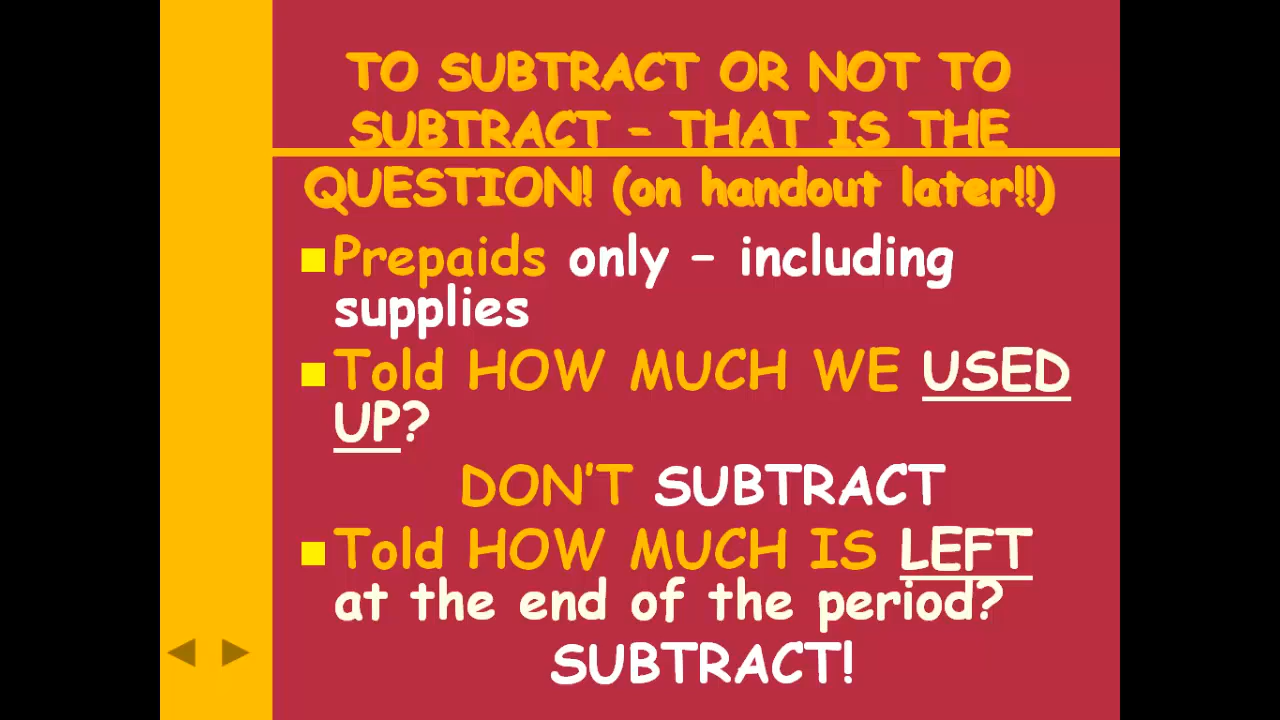 TO SUBTRACT OR NOT TO
SUBTRACT – THAT IS THE
QUESTION! (on handout later!!)
Prepaids only – including
supplies
Told HOW MUCH WE USED
UP?
DON'T SUBTRACT
Told HOW MUCH IS LEFT
at the end of the period?
SUBTRACT!